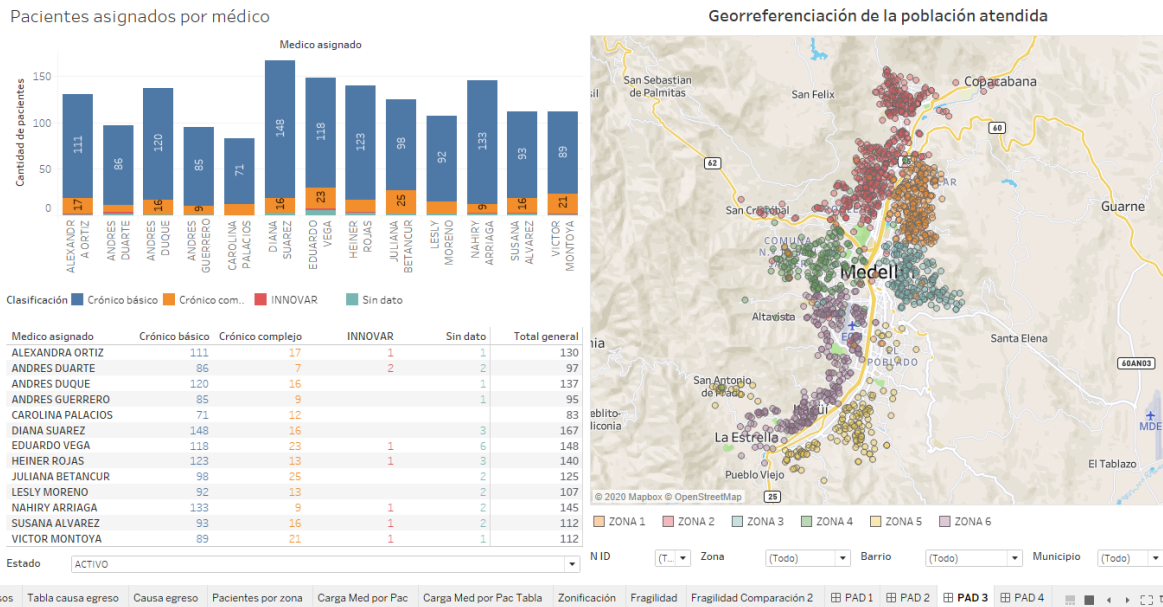 Pacientes asignados por médico
Medico asignado
Cantidad de pacientes
150
100
50
0
111
17
86
120
16
85
9
71
148
16
118
23
123
98
25
92
133
9
93
16
89
21
ALEXANDR
A ORTIZ
ANDRES
DUARTE
ANDRES
DUQUE
ANDRES
GUERRERO
CAROLINA
PALACIOS
DIANA
SUAREZ
EDUARDO
VEGA
HEINER
ROJAS
JULIANA
BETANCUR
LESLY
MORENO
NAHIRY
ARRIAGA
SUSANA
ALVAREZ
VICTOR
MONTOYA
Clasificación Crónico básico Crónico com.. INNOVAR Sin dato
Medico asignado Crónico básico Crónico complejo INNOVAR Sin dato Total general
ALEXANDRA ORTIZ 111 17 1 1 130
ANDRES DUARTE 86 7 2 2 97
ANDRES DUQUE 120 16 1 137
ANDRES GUERRERO 85 9 1 95
CAROLINA PALACIOS 71 12 83
DIANA SUAREZ 148 16 3 167
EDUARDO VEGA 118 23 1 6 148
HEINER ROJAS 123 13 1 3 140
JULIANA BETANCUR 98 25 2 125
LESLY MORENO 92 13 2 107
NAHIRY ARRIAGA 133 9 1 2 145
SUSANA ALVAREZ 93 16 1 2 112
VICTOR MONTOYA 89 21 1 1 112
Estado ACTIVO
Georreferenciación de la población atendida
San Sebastian
de Palmitas
San Felix
Copacabana
60
62
Guarne
San Cristobal
COMUNA
Medell
Altavista
Santa Elena
EL
POBLADO
60AN03
San Antonio
de Prado
MDE
La Estrella
Pueblo Viejo
El Tablazo
25
© 2020 Mapbox © OpenStreetMap
ZONA 1 ZONA 2 ZONA 3 ZONA 4 ZONA 5 ZONA 6
N ID (T... Zona (Todo) Barrio (Todo) Municipio (Todo)
sos Tabla causa egreso Causa egreso Pacientes por zona Carga Med por Pac Carga Med por Pac Tabla Zonificación Fragilidad Fragilidad Comparación 2 PAD 1 PAD 2 PAD 3 PAD 4